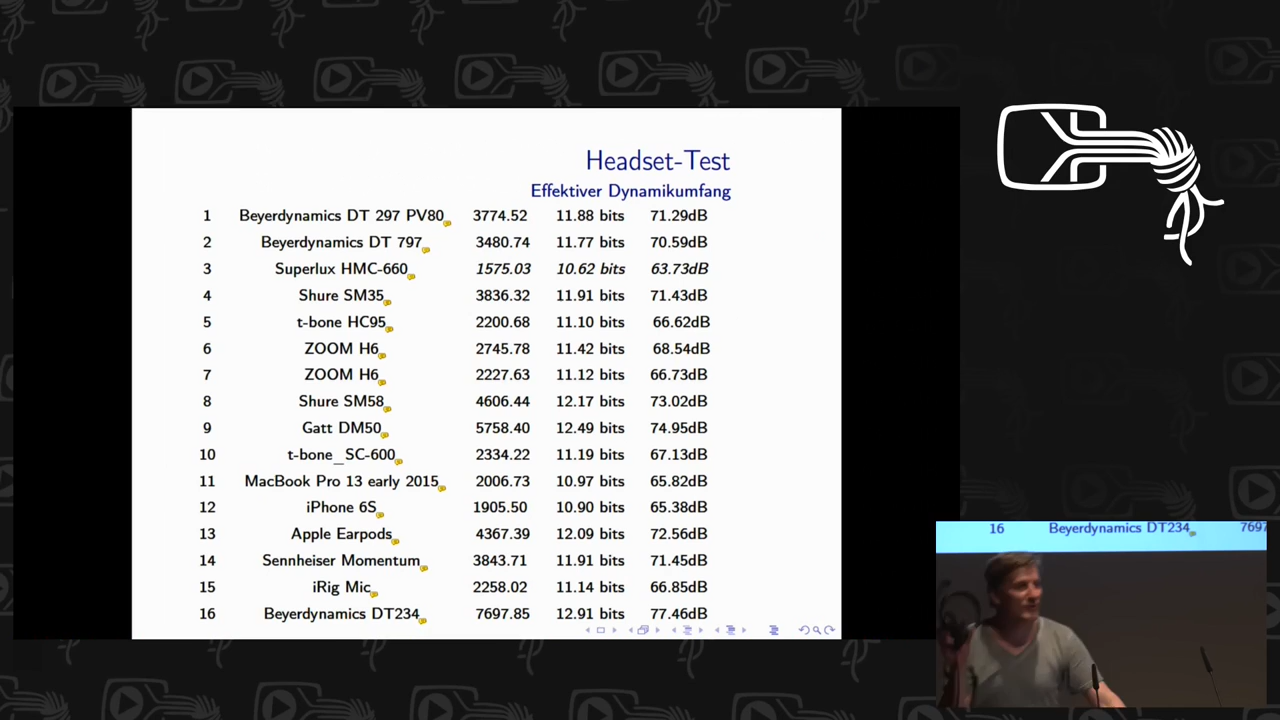 Headset-Test
Effektiver Dynamikumfang
1 Beyerdynamics DT 297 PV80 3774.52 11.88 bits 71.29dB
2 Beyerdynamics DT 797 3480.74 11.77 bits 70.59dB
3 Superlux HMC-660 1575.03 10.62 bits 63.73dB
4 Shure SM35 3836.32 11.91 bits 71.43dB
5 t-bone HC95 2200.68 11.10 bits 66.62dB
6 ZOOM H6 2745.78 11.42 bits 68.54dB
7 ZOOM H6 2227.63 11.12 bits 66.73dB
8 Shure SM58 4606.44 12.17 bits 73.02dB
9 Gatt DM50 5758.40 12.49 bits 74.95dB
10 t-bone_SC-600 2334.22 11.19 bits 67.13dB
11 MacBook Pro 13 early 2015 2006.73 10.97 bits 65.82dB
12 iPhone 6S 1905.50 10.90 bits 65.38dB
13 Apple Earpods 4367.39 12.09 bits 72.56dB
14 Sennheiser Momentum 3843.71 11.91 bits 71.45dB
15 iRig Mic 2258.02 11.14 bits 66.85dB
16 Beyerdynamics DT234 7697.85 12.91 bits 77.46dB
16 Beyerdynamics DT234 7697